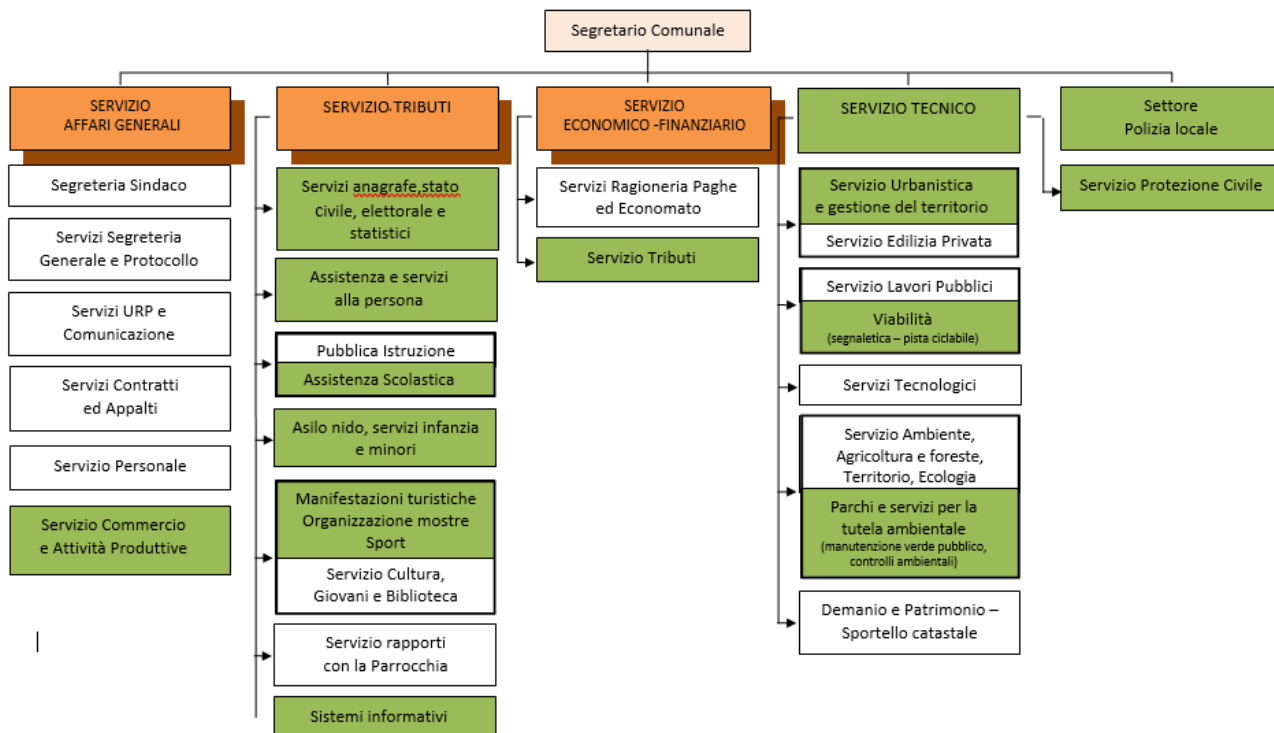 Segretario Comunale
SERVIZIO
AFFARI GENERALI
Segreteria Sindaco
Servizi Segreteria
Generale e Protocollo
Servizi URP e
Comunicazione
Servizi Contratti
ed Appalti
Servizio Personale
Servizio Commercio
e Attività Produttive
SERVIZIO TRIBUTI
Servizi anagrafe,stato
Civile, elettorale e
statistici
Assistenza e servizi
alla persona
Pubblica Istruzione
Assistenza Scolastica
Asilo nido, servizi infanzia
e minori
Manifestazioni turistiche
Organizzazione mostre
Sport
Servizio Cultura,
Giovani e Biblioteca
Servizio rapporti
con la Parrocchia
Sistemi informativi
SERVIZIO
ECONOMICO -FINANZIARIO
Servizi Ragioneria Paghe
ed Economato
Servizio Tributi
SERVIZIO TECNICO
Servizio Urbanistica
e gestione del territorio
Servizio Edilizia Privata
Servizio Lavori Pubblici
Viabilità
(segnaletica – pista ciclabile)
Servizi Tecnologici
Servizio Ambiente,
Agricoltura e foreste,
Territorio, Ecologia
Parchi e servizi per la
tutela ambientale
(manutenzione verde pubblico,
controlli ambientali)
Demanio e Patrimonio –
Sportello catastale
Settore
Polizia locale
Servizio Protezione Civile